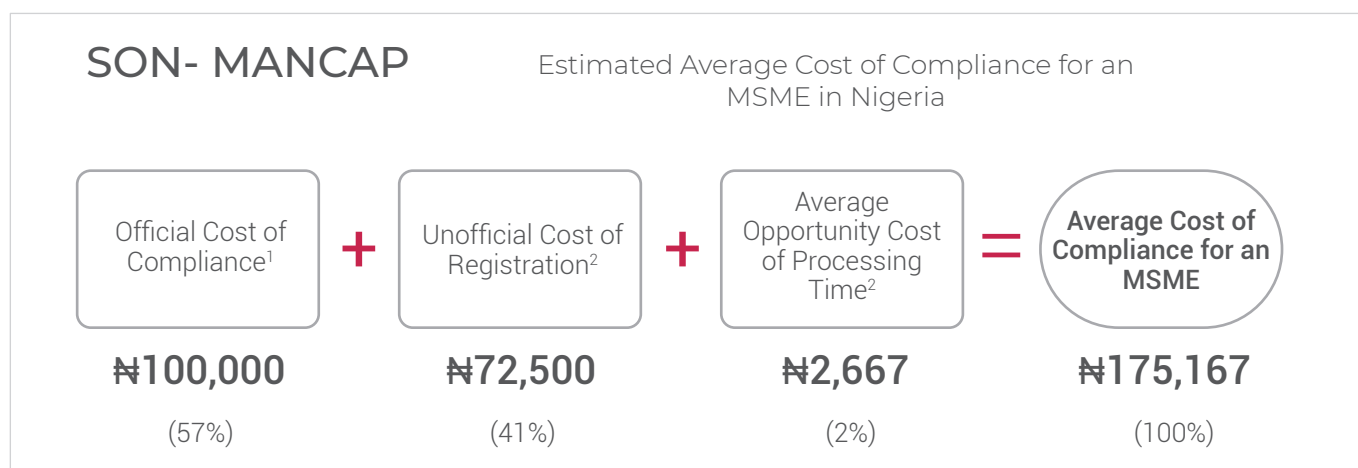 SON- MANCAP
Estimated Average Cost of Compliance for an
MSME in Nigeria
Official Cost of
Compliance¹
+
Unofficial Cost of
Registration²
+
Average
Opportunity Cost
of Processing
Time²
=
Average Cost of
Compliance for an
MSME
₦100,000
₦72,500
₦2,667
₦175,167
(57%)
(41%)
(2%)
(100%)